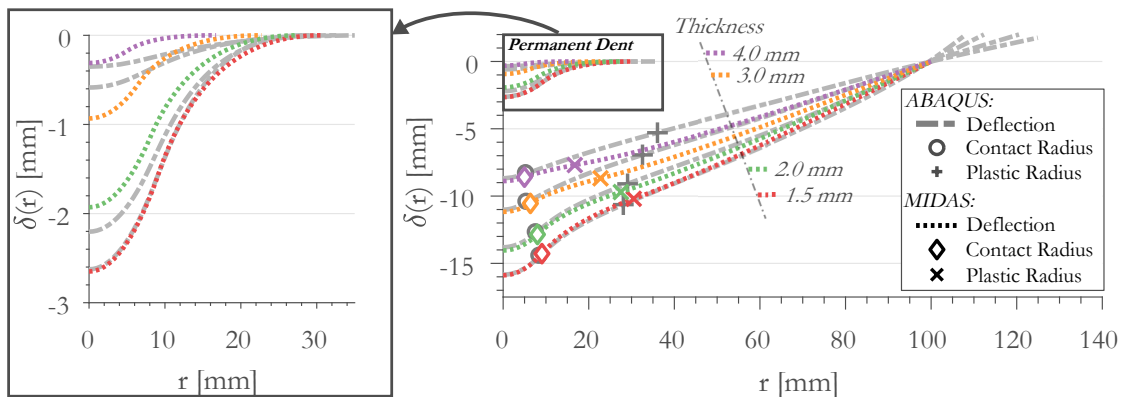 0
-1
-2
-3
δ(r) [mm]
0
10
20
30
r [mm]
Permanent Dent
Thickness
4.0 mm
3.0 mm
2.0 mm
1.5 mm
0
-5
-10
-15
δ(r) [mm]
0
20
40
60
80
100
120
140
r [mm]
ABAQUS:
Deflection
Contact Radius
Plastic Radius
MIDAS:
Deflection
Contact Radius
Plastic Radius